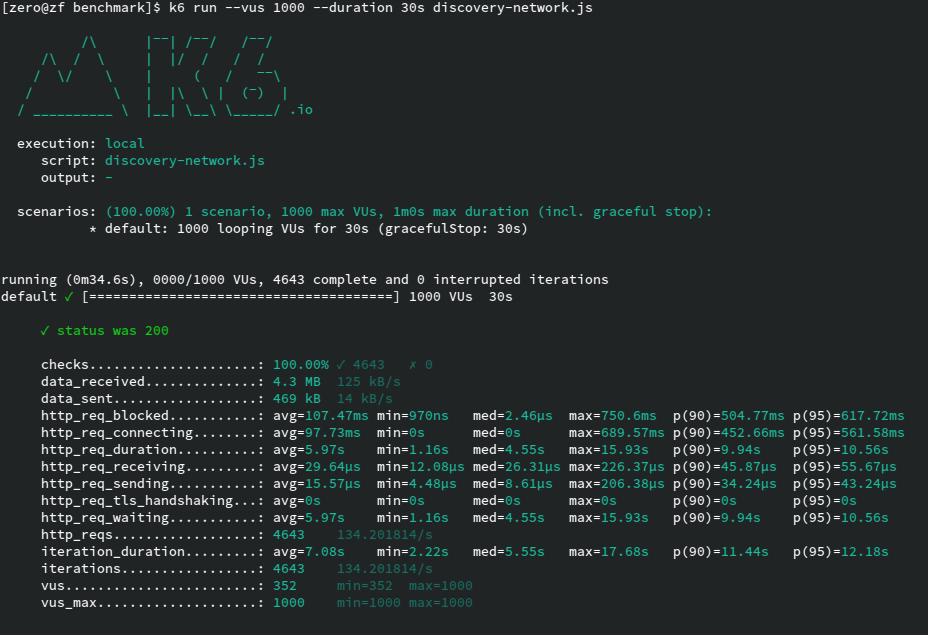 [zero@zf benchmark]$ k6 run --vus 1000 --duration 30s discovery-network.js
          /\      |‾‾| /‾‾/   /‾‾/
     /\  /  \     |  |/  /   /  /
    /  \/    \    |     (   /   ‾‾\
   /          \   |  |\  \ |  (‾)  |
  / __________ \  |__| \__\ \_____/ .io
  execution: local
     script: discovery-network.js
     output: -
  scenarios: (100.00%) 1 scenario, 1000 max VUs, 1m0s max duration (incl. graceful stop):
           * default: 1000 looping VUs for 30s (gracefulStop: 30s)
running (0m34.6s), 0000/1000 VUs, 4643 complete and 0 interrupted iterations
default ✓ [======================================] 1000 VUs  30s
     ✓ status was 200
     checks.....................: 100.00% ✓ 4643   ✗ 0
     data_received..............: 4.3 MB  125 kB/s
     data_sent..................: 469 kB  14 kB/s
     http_req_blocked...........: avg=107.47ms min=970ns   med=2.46µs  max=750.6ms  p(90)=504.77ms p(95)=617.72ms
     http_req_connecting........: avg=97.73ms  min=0s      med=0s      max=689.57ms p(90)=452.66ms p(95)=561.58ms
     http_req_duration..........: avg=5.97s    min=1.16s   med=4.55s   max=15.93s   p(90)=9.94s    p(95)=10.56s
     http_req_receiving.........: avg=29.64µs  min=12.08µs med=26.31µs max=226.37µs p(90)=45.87µs  p(95)=55.67µs
     http_req_sending...........: avg=15.57µs  min=4.48µs  med=8.61µs  max=206.38µs p(90)=34.24µs  p(95)=43.24µs
     http_req_tls_handshaking...: avg=0s       min=0s      med=0s      max=0s       p(90)=0s       p(95)=0s
     http_req_waiting...........: avg=5.97s    min=1.16s   med=4.55s   max=15.93s   p(90)=9.94s    p(95)=10.56s
     http_reqs..................: 4643    134.201814/s
     iteration_duration.........: avg=7.08s    min=2.22s   med=5.55s   max=17.68s   p(90)=11.44s   p(95)=12.18s
     iterations.................: 4643    134.201814/s
     vus........................: 352     min=352  max=1000
     vus_max....................: 1000    min=1000 max=1000